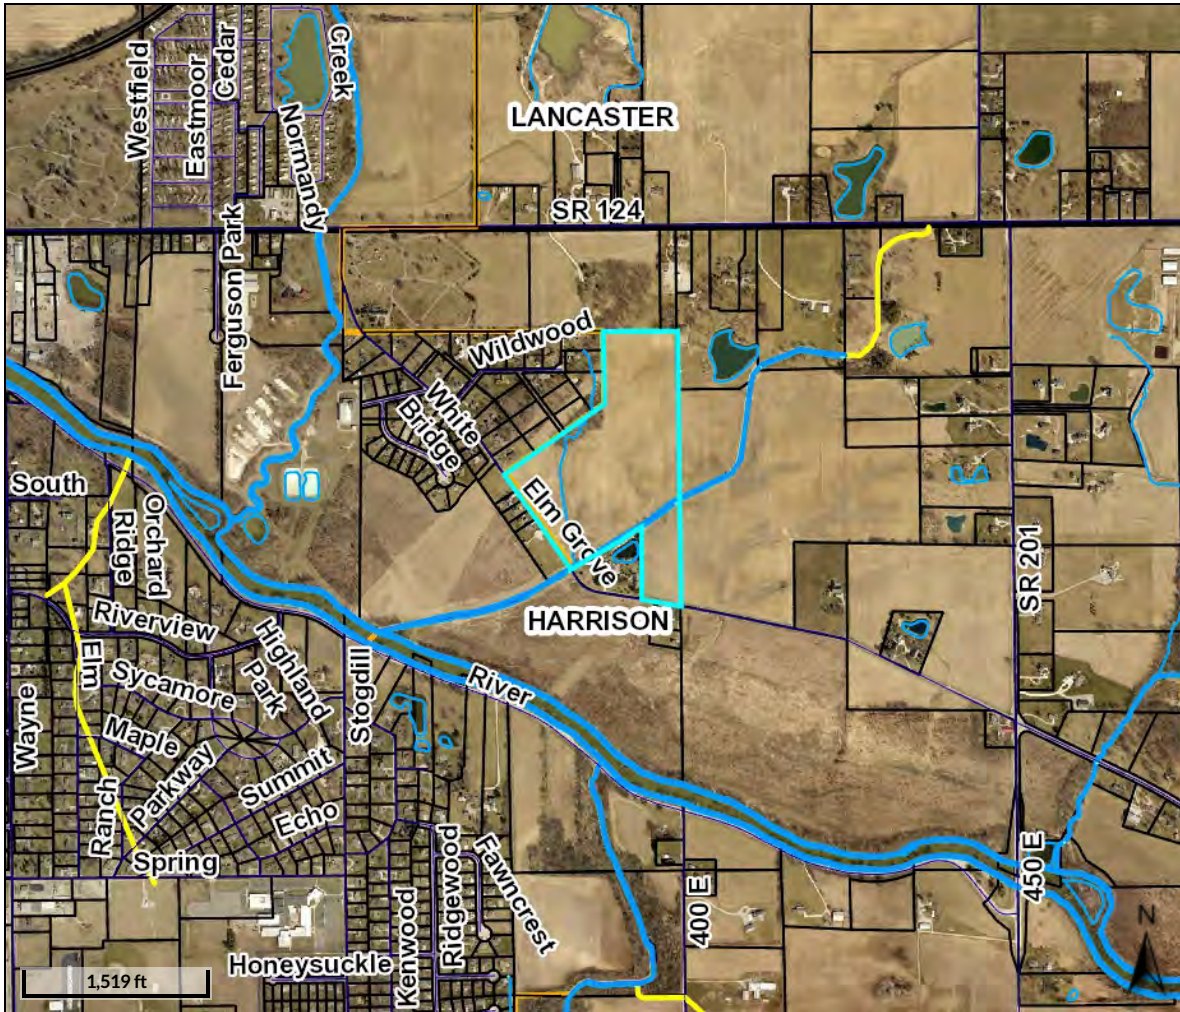 Westfield
Eastmoor
Cedar
Creek
Normandy
LANCASTER
SR 124
Ferguson Park
Wildwood
White
Bridge
Elm Grove
South
Orchard
Ridge
SR 201
HARRISON
Riverview
Highland
Park
Elm
Sycamore
Stogdill
River
Wayne
Maple
Parkway
Summit
Ranch
Echo
Spring
Ridgewood
Fawncrest
Kenwood
400 E
450 E
N
Honeysuckle
1,519 ft